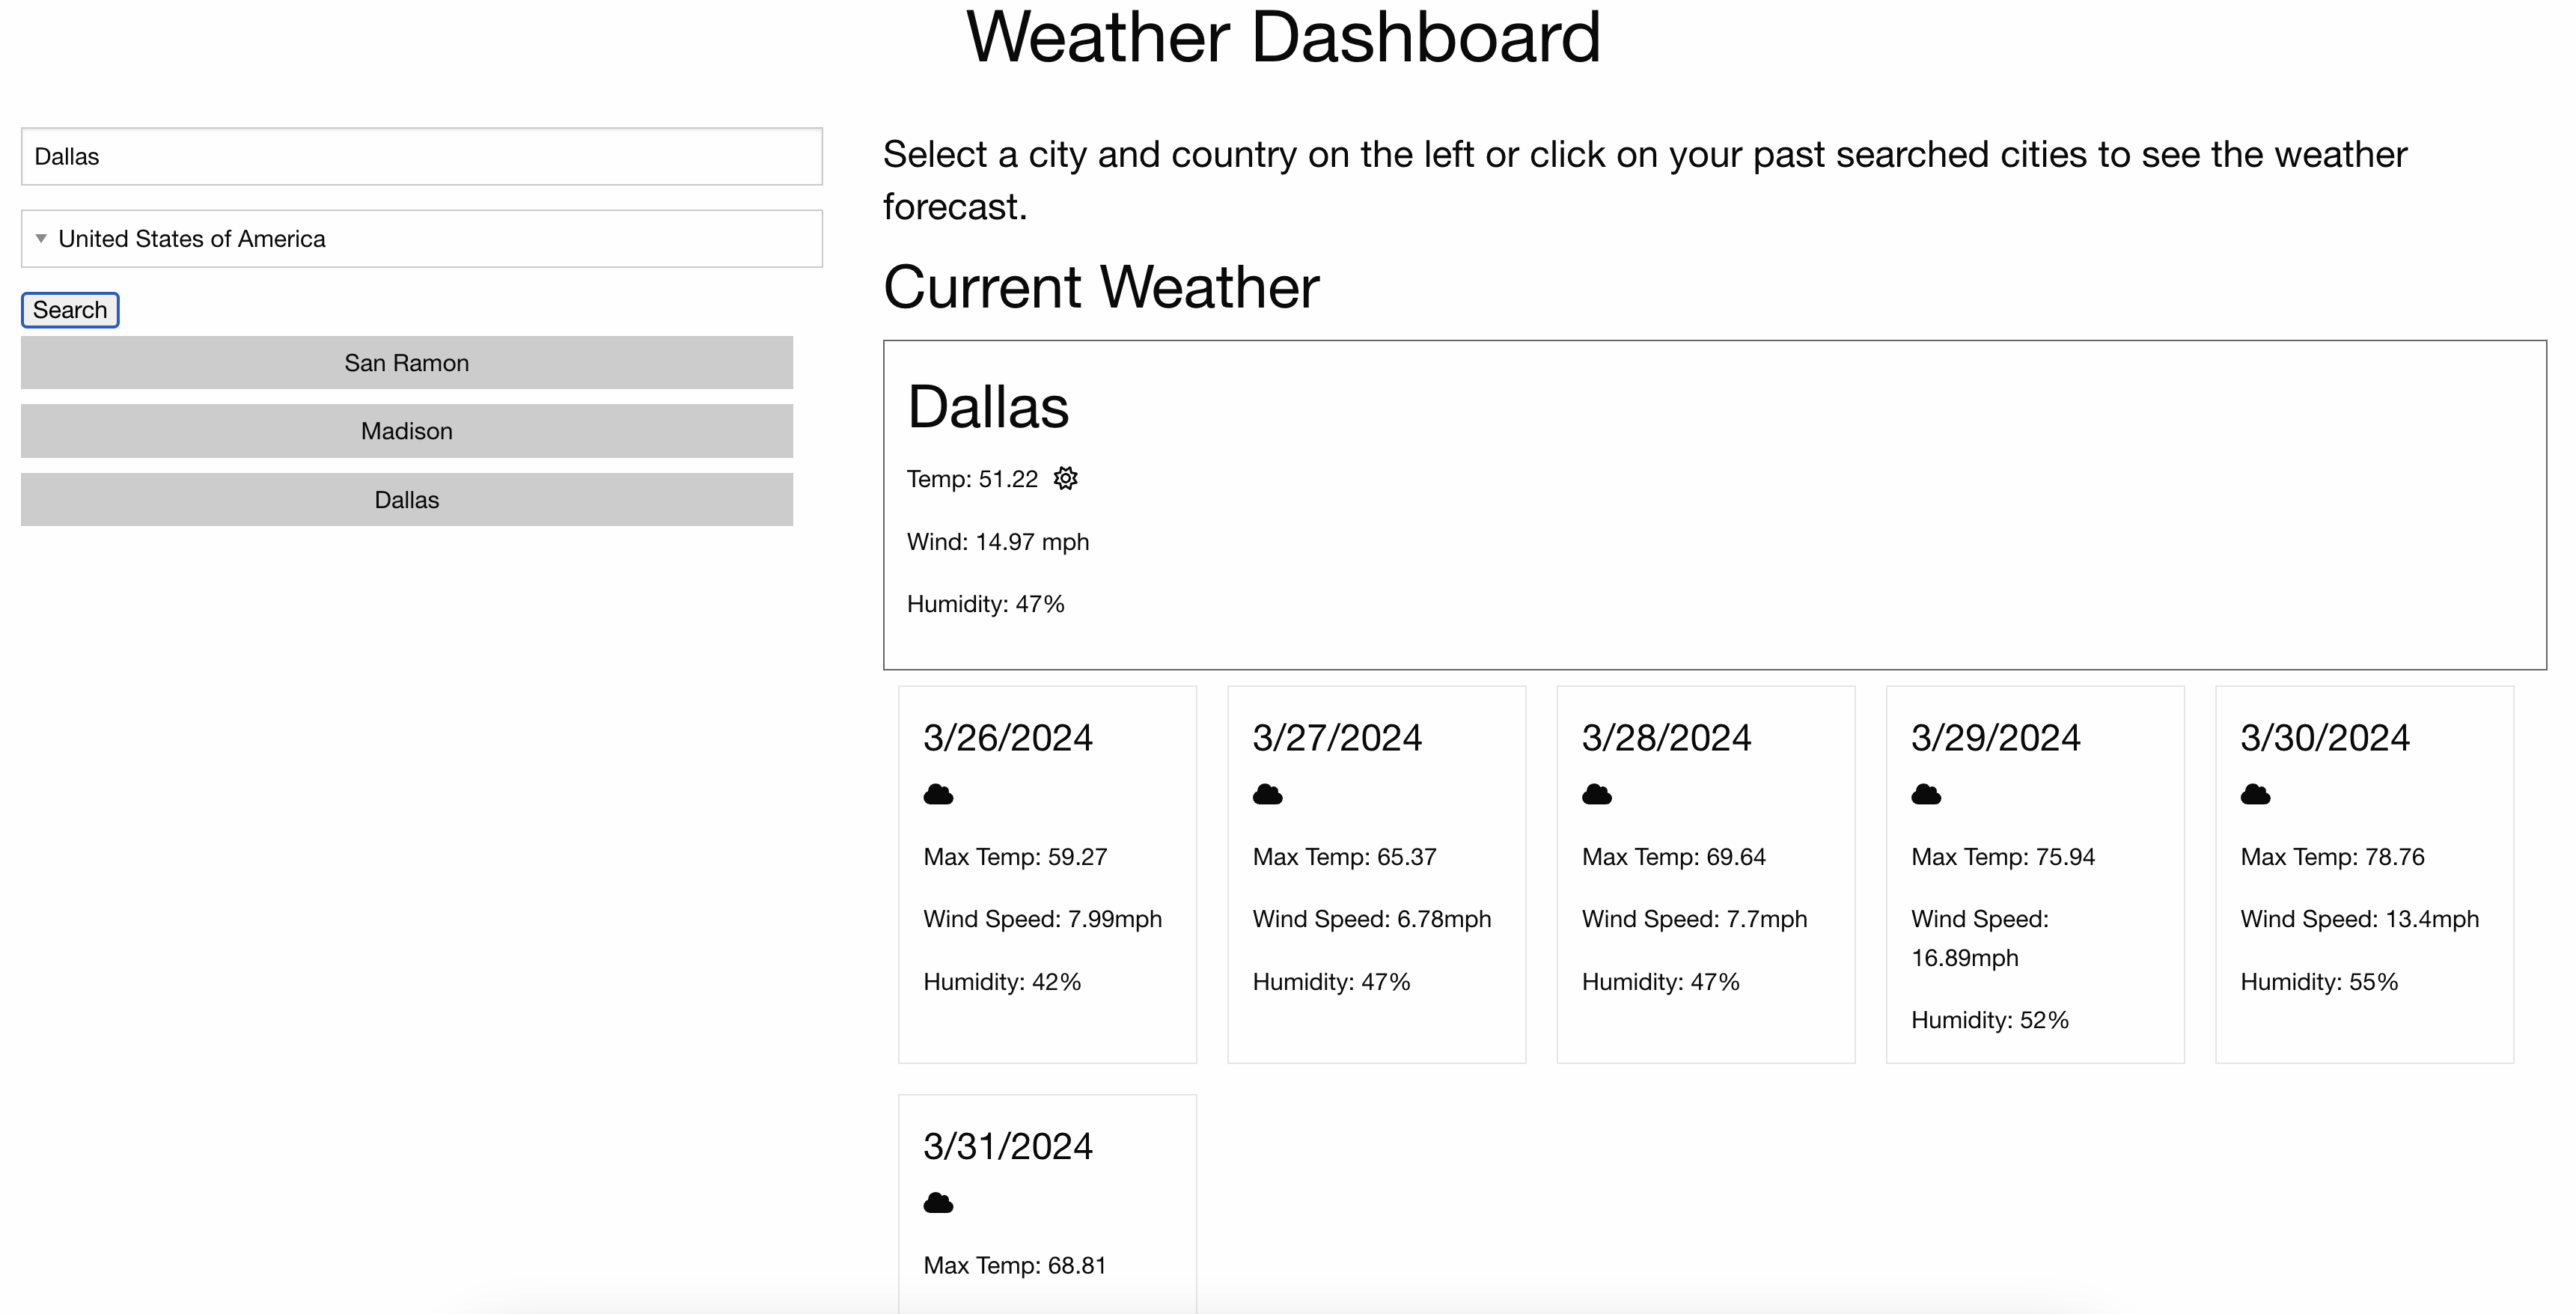 Weather Dashboard
Dallas
United States of America
Search
San Ramon
Madison
Dallas
Select a city and country on the left or click on your past searched cities to see the weather
forecast.
Current Weather
Dallas
Temp: 51.22
Wind: 14.97 mph
Humidity: 47%
3/26/2024
Max Temp: 59.27
Wind Speed: 7.99mph
Humidity: 42%
3/27/2024
Max Temp: 65.37
Wind Speed: 6.78mph
Humidity: 47%
3/28/2024
Max Temp: 69.64
Wind Speed: 7.7mph
Humidity: 47%
3/29/2024
Max Temp: 75.94
Wind Speed:
16.89mph
Humidity: 52%
3/30/2024
Max Temp: 78.76
Wind Speed: 13.4mph
Humidity: 55%
3/31/2024
Max Temp: 68.81